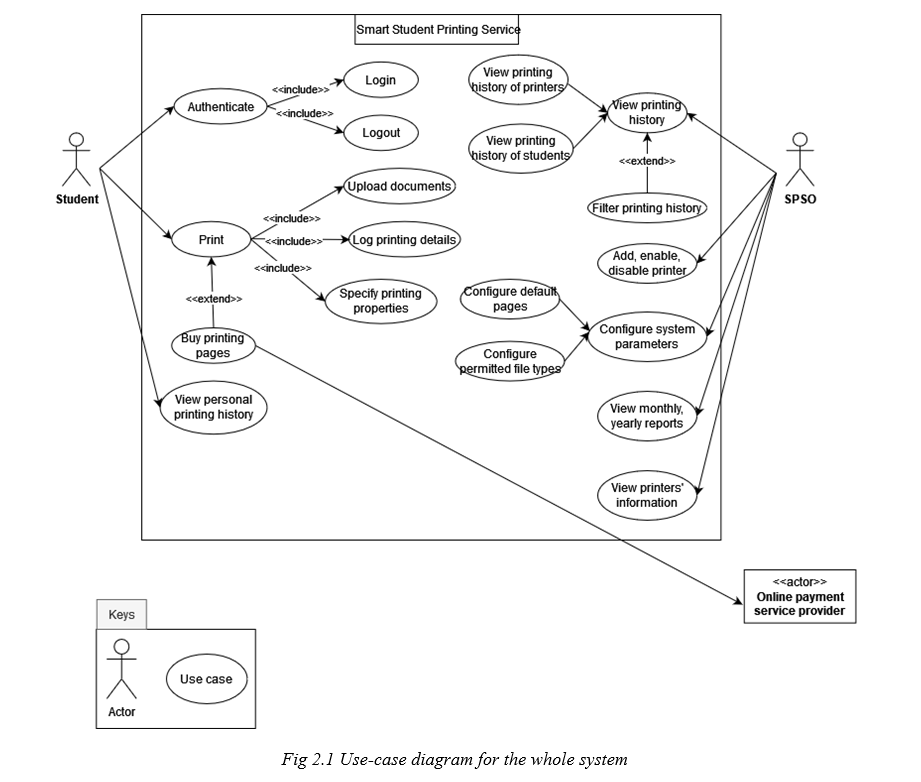 Smart Student Printing Service
Student
Authenticate
<<include>>
<<include>>
Login
Logout
Print
<<include>>
<<include>>
<<include>>
Upload documents
Log printing details
Specify printing
properties
<<extend>>
Buy printing
pages
View personal
printing history
View printing
history of printers
View printing
history of students
View printing
history
<<extend>>
Filter printing history
SPSO
Add, enable,
disable printer
Configure default
pages
Configure
permitted file types
Configure system
parameters
View monthly,
yearly reports
View printers'
information
<<actor>>
Online payment
service provider
Keys
Actor
Use case
Fig 2.1 Use-case diagram for the whole system